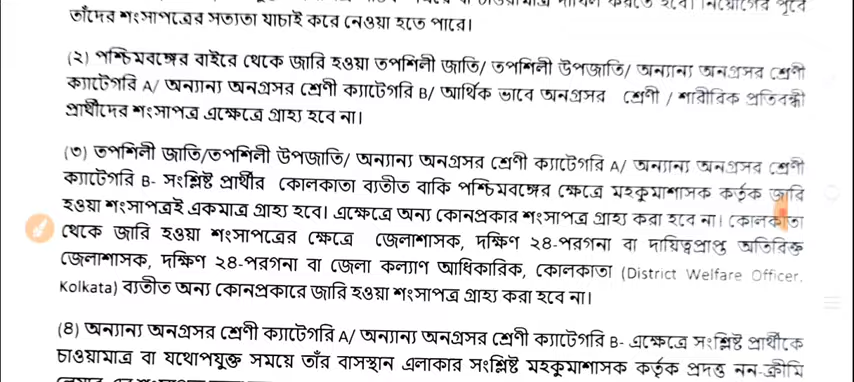 তাঁদের শংসাপত্রের সত্যতা যাচাই করে নেওয়া হতে পারে।
(২) পশ্চিমবঙ্গের বাইরে থেকে জারি হওয়া তপশিলী জাতি/ তপশিলী উপজাতি/ অন্যান্য অনগ্রসর শ্রেণী
ক্যাটেগরি A/ অন্যান্য অনগ্রসর শ্রেণী ক্যাটেগরি B/ আর্থিক ভাবে অনগ্রসর শ্রেণী / শারীরিক প্রতিবন্ধী
প্রার্থীদের শংসাপত্র এক্ষেত্রে গ্রাহ্য হবে না।
(৩) তপশিলী জাতি/তপশিলী উপজাতি/ অন্যান্য অনগ্রসর শ্রেণী ক্যাটেগরি A/ অন্যান্য অনগ্রসর শ্রেণী
ক্যাটেগরি B- সংশ্লিষ্ট প্রার্থীর কোলকাতা ব্যতীত বাকি পশ্চিমবঙ্গের ক্ষেত্রে মহকুমাশাসক কর্তৃক জারি
হওয়া শংসাপত্রই একমাত্র গ্রাহ্য হবে। এক্ষেত্রে অন্য কোনপ্রকার শংসাপত্র গ্রাহ্য করা হবে না। কোলকাতা
থেকে জারি হওয়া শংসাপত্রের ক্ষেত্রে জেলাশাসক, দক্ষিণ ২৪-পরগনা বা দায়িত্বপ্রাপ্ত অতিরিক্ত
জেলাশাসক, দক্ষিণ ২৪-পরগনা বা জেলা কল্যাণ আধিকারিক, কোলকাতা (District Welfare Officer,
Kolkata) ব্যতীত অন্য কোনপ্রকারে জারি হওয়া শংসাপত্র গ্রাহ্য করা হবে না।
(৪) অন্যান্য অনগ্রসর শ্রেণী ক্যাটেগরি A/ অন্যান্য অনগ্রসর শ্রেণী ক্যাটেগরি B- এক্ষেত্রে সংশ্লিষ্ট প্রার্থীকে
চাওয়ামাত্র বা যথোপযুক্ত সময়ে তাঁর বাসস্থান এলাকার সংশ্লিষ্ট মহকুমাশাসক কর্তৃক প্রদত্ত নন-ক্রীমি